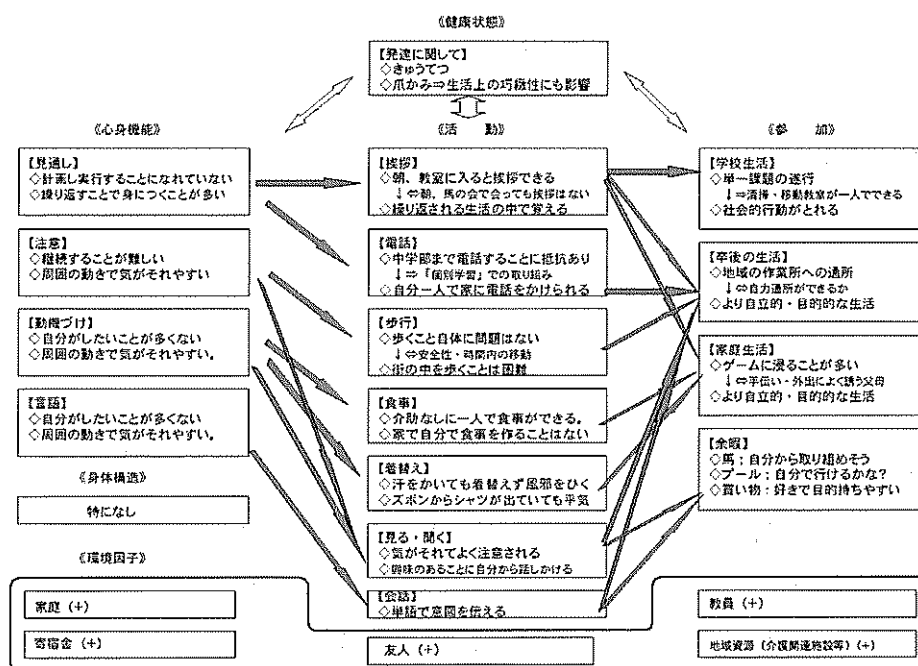 《健康状態》
【発達に関して】
◇きゅうてつ
◇爪かみ⇒生活上の巧緻性にも影響
《心身機能》
【見通し】
◇計画し実行することになれていない
◇繰り返すことで身につくことが多い
【注意】
◇継続することが難しい
◇周囲の動きで気がそれやすい
【動機づけ】
◇自分がしたいことが多くない
◇周囲の動きで気がそれやすい。
【言語】
◇自分がしたいことが多くない
◇周囲の動きで気がそれやすい。
《身体構造》
特になし
《活 動》
【挨拶】
◇朝、教室に入ると挨拶できる
↓⇔朝、馬の会で会っても挨拶はない
◇繰り返される生活の中で覚える
【電話】
◇中学部まで電話することに抵抗あり
↓⇒「個別学習」での取り組み
◇自分一人で家に電話をかけられる
【歩行】
◇歩くこと自体に問題はない
↓⇔安全性・時間内の移動
◇街の中を歩くことは困難
【食事】
◇介助なしに一人で食事ができる。
◇家で自分で食事を作ることはない
【着替え】
◇汗をかいても着替えず風邪をひく
◇ズボンからシャツが出ていても平気
【見る・聞く】
◇気がそれてよく注意される
◇興味のあることに自分から話しかける
【会話】
◇単語で意図を伝える
《参 加》
【学校生活】
◇単一課題の遂行
↓⇒清掃・移動教室が一人でできる
◇社会的行動がとれる
【卒後の生活】
◇地域の作業所への通所
↓⇔自力通所ができるか
◇より自立的・目的的な生活
【家庭生活】
◇ゲームに浸ることが多い
↓⇔手伝い・外出によく誘う父母
◇より自立的・目的的な生活
【余暇】
◇馬；自分から取り組めそう
◇プール；自分で行けるかな？
◇買い物：好きで目的持ちやすい
《環境因子》
家庭（+）
寄宿舎（+）
友人（+）
教員（+）
地域資源（介護関連施設等）（+）